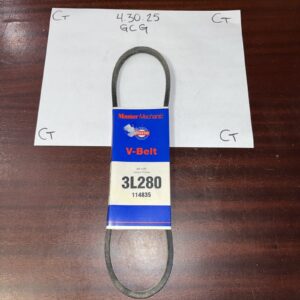 CT
4.30.25
CT
GCG
Master Mechanic
V-Belt
3L280
114835
CT
CT